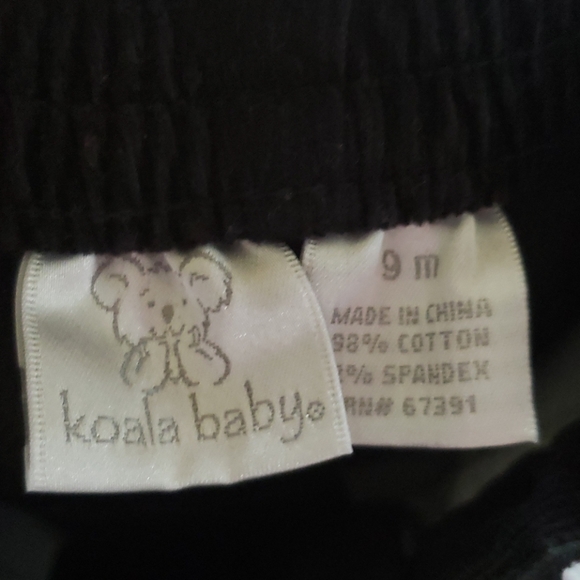 koala baby®
9 m
MADE IN CHINA
98% COTTON
% SPANDEX
RN# 67391